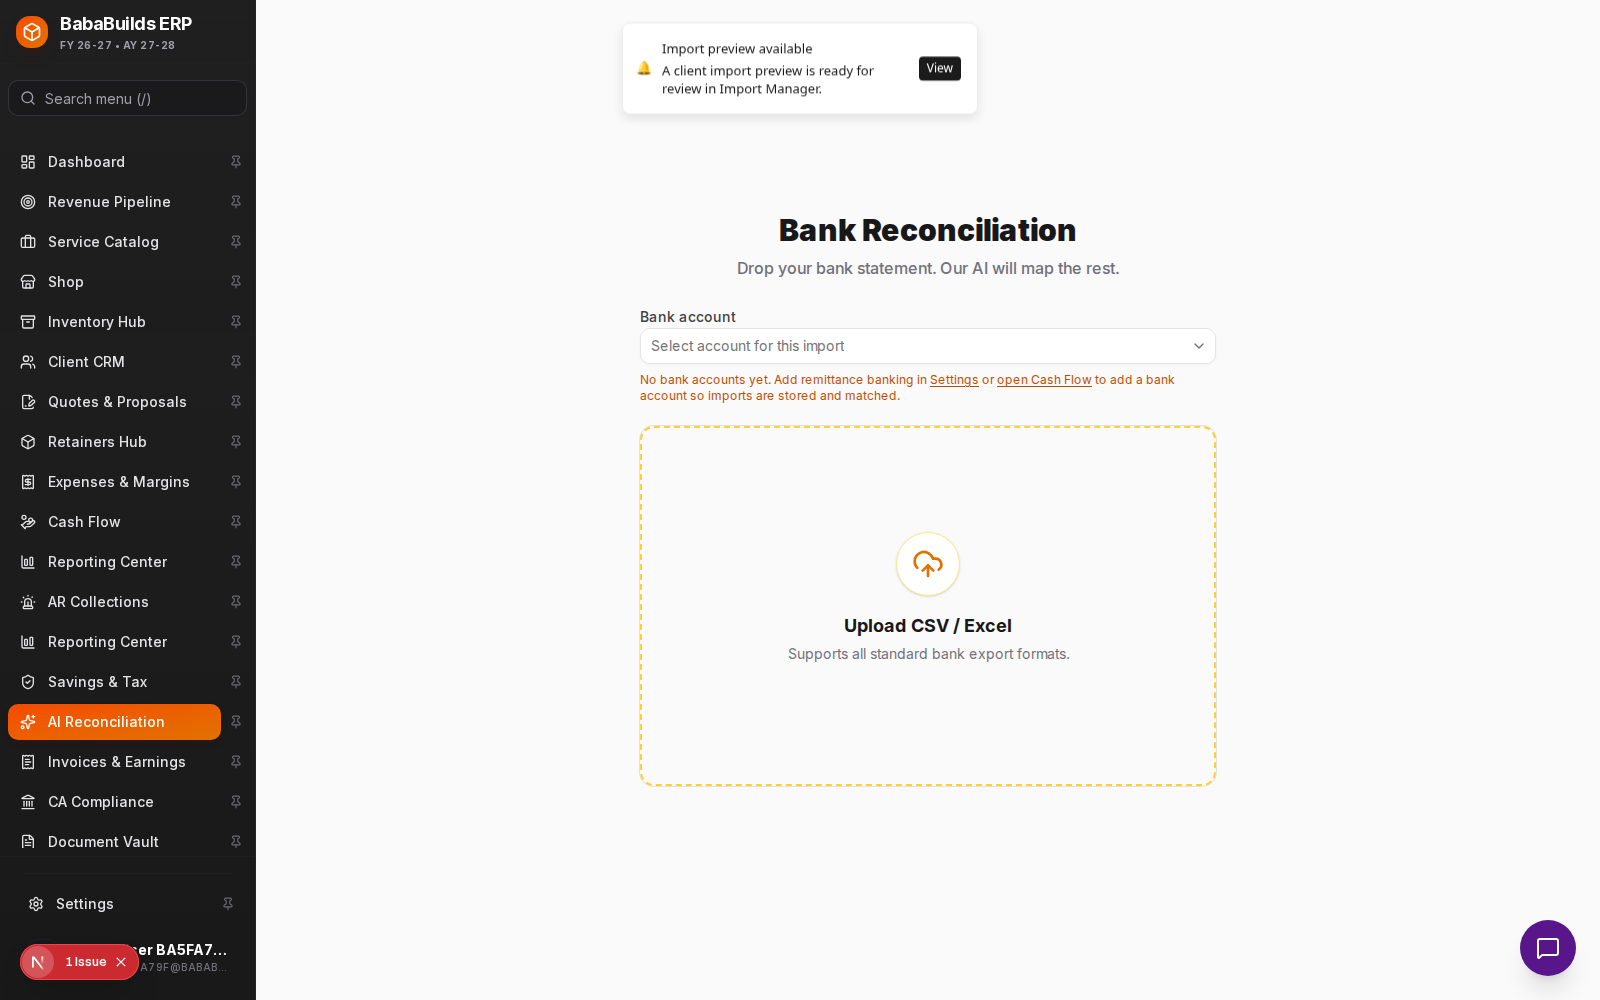 BabaBuilds ERP
FY 26-27 • AY 27-28
Search menu (/)
Dashboard
Revenue Pipeline
Service Catalog
Shop
Inventory Hub
Client CRM
Quotes & Proposals
Retainers Hub
Expenses & Margins
Cash Flow
Reporting Center
AR Collections
Reporting Center
Savings & Tax
AI Reconciliation
Invoices & Earnings
CA Compliance
Document Vault
Settings
ser BA5FA7...
A79F@BABAB...
1 Issue
Import preview available
A client import preview is ready for
review in Import Manager.
View
Bank Reconciliation
Drop your bank statement. Our AI will map the rest.
Bank account
Select account for this import
No bank accounts yet. Add remittance banking in Settings or open Cash Flow to add a bank
account so imports are stored and matched.
Upload CSV / Excel
Supports all standard bank export formats.